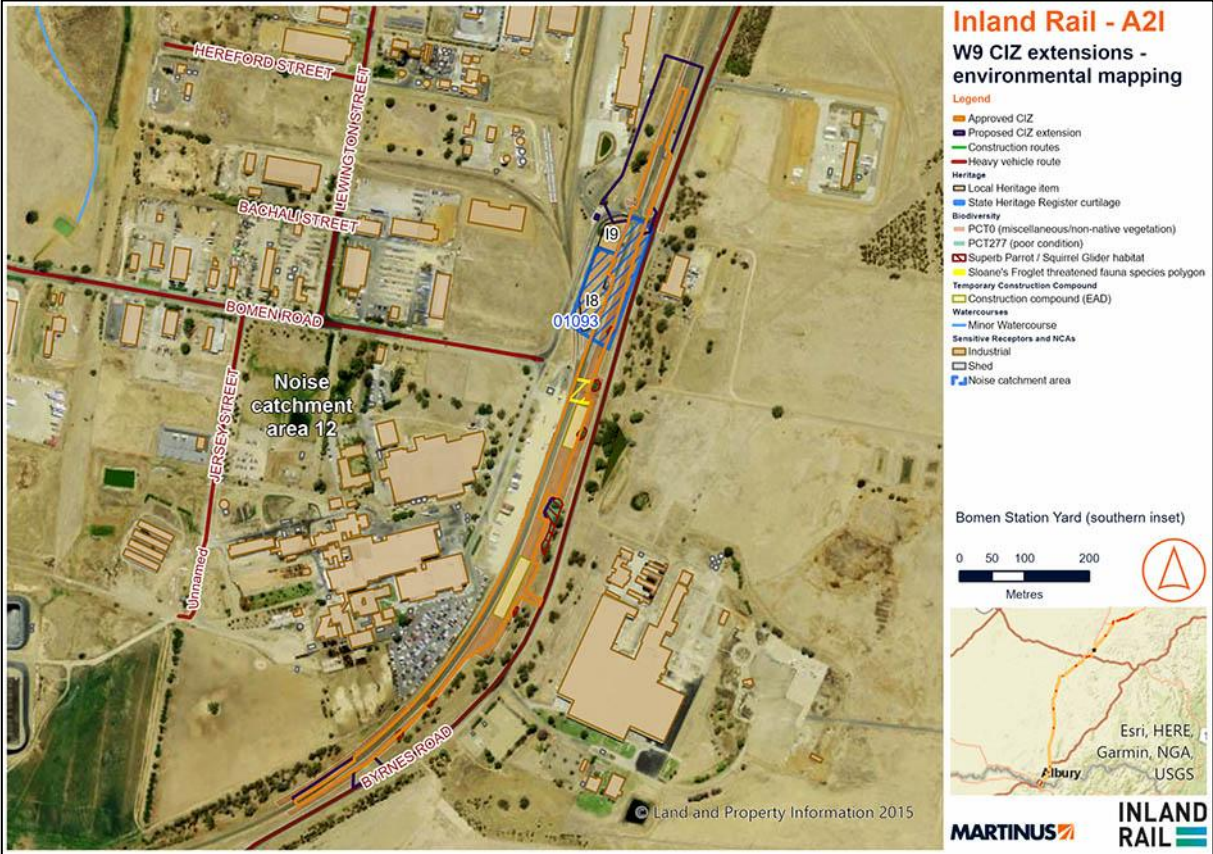 HEREFORD STREET
LEWINGTON STREET
BACHALI STREET
BOMEN ROAD
JERSEY STREET
Unnamed
Noise
catchment
area 12
I9
I8
01093
BYRNES ROAD
© Land and Property Information 2015
Inland Rail - A2I
W9 CIZ extensions -
environmental mapping
Legend
Approved CIZ
Proposed CIZ extension
Construction routes
Heavy vehicle route
Heritage
Local Heritage item
State Heritage Register curtilage
Biodiversity
PCT0 (miscellaneous/non-native vegetation)
PCT277 (poor condition)
Superb Parrot / Squirrel Glider habitat
Sloane's Froglet threatened fauna species polygon
Temporary Construction Compound
Construction compound (EAD)
Watercourses
Minor Watercourse
Sensitive Receptors and NCAs
Industrial
Shed
Noise catchment area
Bomen Station Yard (southern inset)
0 50 100 200
Metres
Albury
Esri, HERE,
Garmin, NGA,
USGS
MARTINUS
INLAND
RAIL